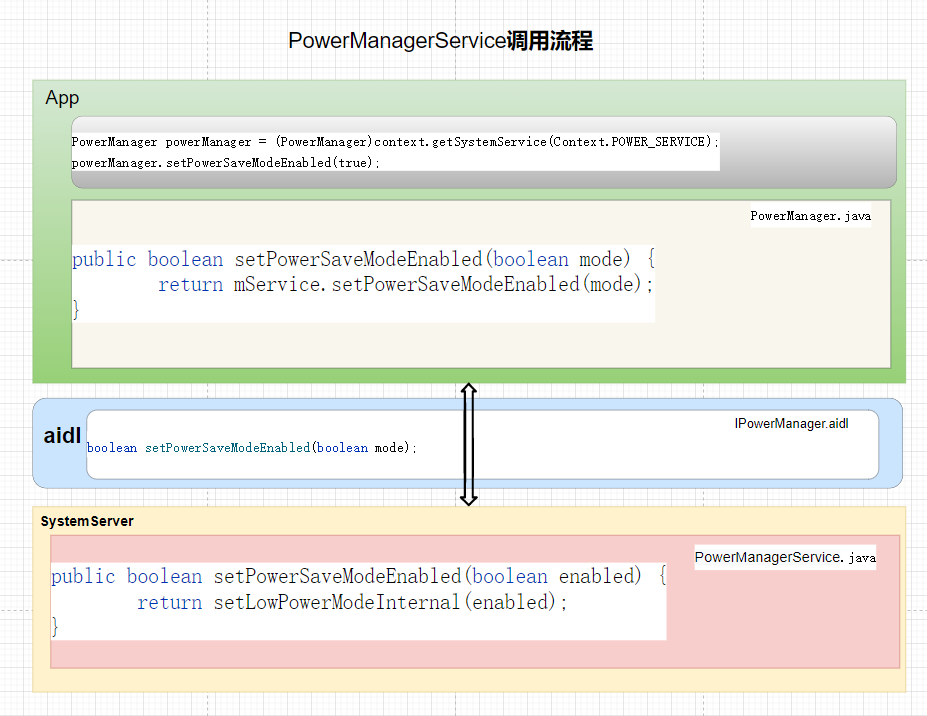 PowerManagerService调用流程
App
PowerManager powerManager = (PowerManager)context.getSystemService(Context.POWER_SERVICE);
powerManager.setPowerSaveModeEnabled(true);
PowerManager.java
public boolean setPowerSaveModeEnabled(boolean mode) {
return mService.setPowerSaveModeEnabled(mode);
}
aidl
IPowerManager.aidl
boolean setPowerSaveModeEnabled(boolean mode);
SystemServer
PowerManagerService.java
public boolean setPowerSaveModeEnabled(boolean enabled) {
return setLowPowerModeInternal(enabled);
}